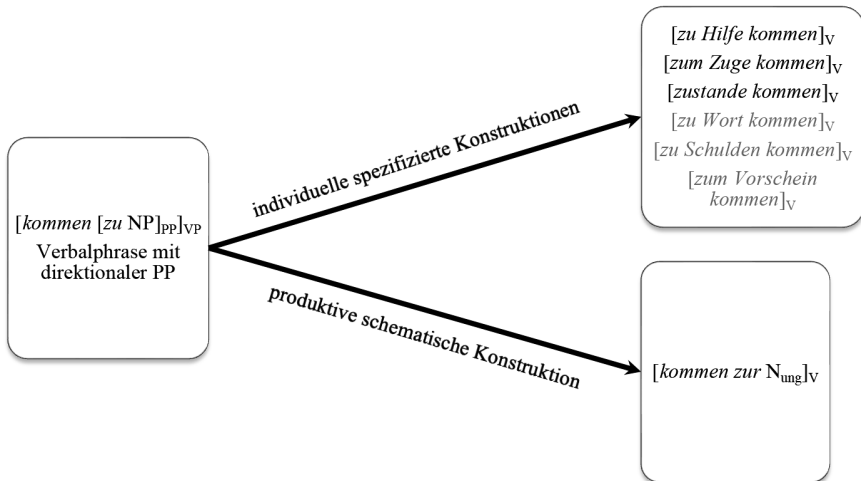 [kommen [zu NP]PP]VP
Verbalphrase mit
direktionaler PP
individuelle spezifizierte Konstruktionen
produktive schematische Konstruktion
[zu Hilfe kommen]V
[zum Zuge kommen]V
[zustande kommen]V
[zu Wort kommen]V
[zu Schulden kommen]V
[zum Vorschein
kommen]V
[kommen zur Nung]V